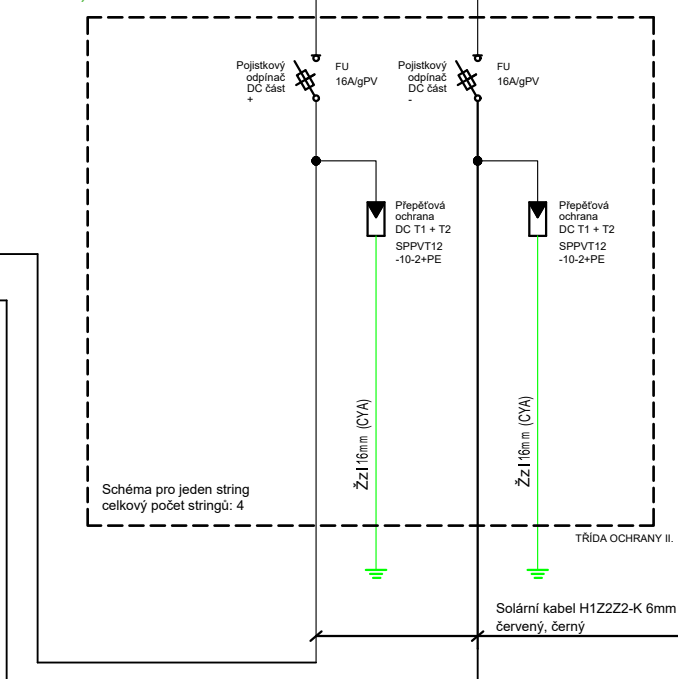 Pojistkový
odpínač
DC část
+
FU
16A/gPV
Pojistkový
odpínač
DC část
-
FU
16A/gPV
Přepěťová
ochrana
DC T1 + T2
SPPVT12
-10-2+PE
Přepěťová
ochrana
DC T1 + T2
SPPVT12
-10-2+PE
Žzl 16mm (CYA)
Žzl 16mm (CYA)
Schéma pro jeden string
celkový počet stringů: 4
TŘÍDA OCHRANY II.
Solární kabel H1Z2Z2-K 6mm
červený, černý